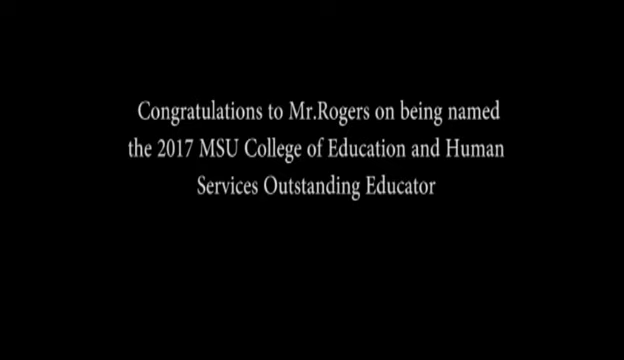 Congratulations to Mr.Rogers on being named
the 2017 MSU College of Education and Human
Services Outstanding Educator